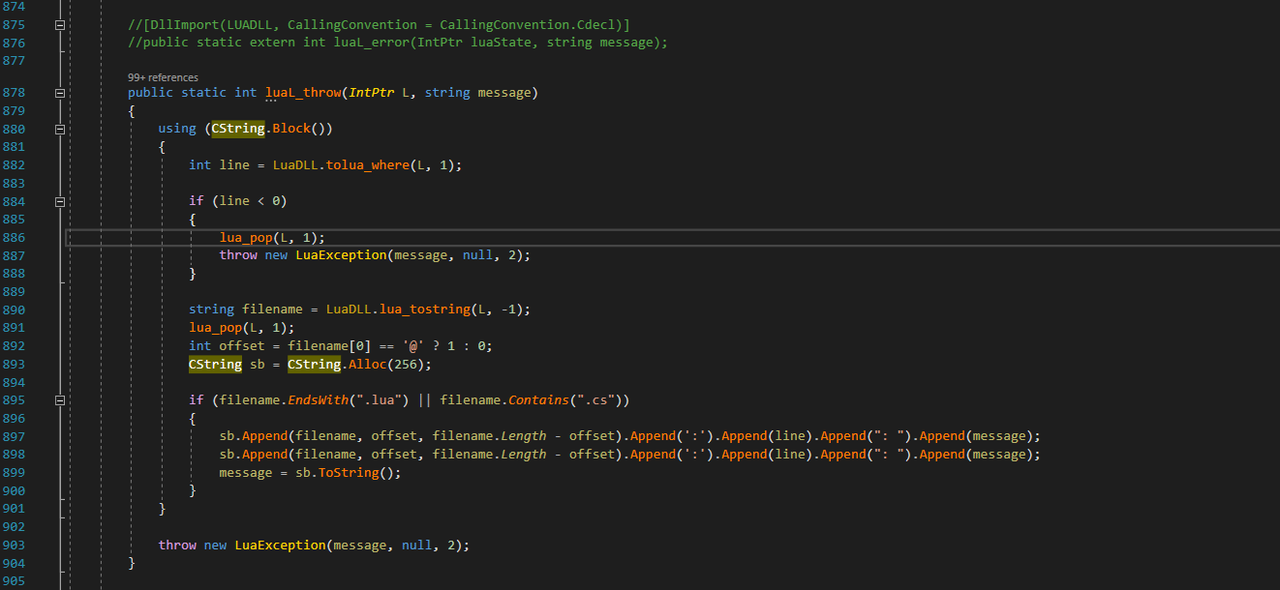 874
875 //[DllImport(LUADLL, CallingConvention = CallingConvention.Cdecl)]
876 //public static extern int luaL_error(IntPtr luaState, string message);
877
99+ references
878 public static int luaL_throw(IntPtr L, string message)
879 {
880 using (CString.Block())
881 {
882 int line = LuaDLL.tolua_where(L, 1);
883
884 if (line < 0)
885 {
886 lua_pop(L, 1);
887 throw new LuaException(message, null, 2);
888 }
889
890 string filename = LuaDLL.lua_tostring(L, -1);
891 lua_pop(L, 1);
892 int offset = filename[0] == '@' ? 1 : 0;
893 CString sb = CString.Alloc(256);
894
895 if (filename.EndsWith(".lua") || filename.Contains(".cs"))
896 {
897 sb.Append(filename, offset, filename.Length - offset).Append(':').Append(line).Append(": ").Append(message);
898 sb.Append(filename, offset, filename.Length - offset).Append(':').Append(line).Append(": ").Append(message);
899 message = sb.ToString();
900 }
901 }
902
903 throw new LuaException(message, null, 2);
904 }
905